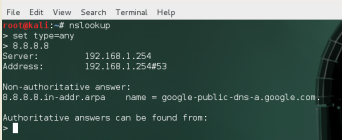 File Edit View Search Terminal Help
root@kali:~# nslookup
> set type=any
> 8.8.8.8
Server: 192.168.1.254
Address: 192.168.1.254#53
Non-authoritative answer:
8.8.8.8.in-addr.arpa name = google-public-dns-a.google.com.
Authoritative answers can be found from:
>